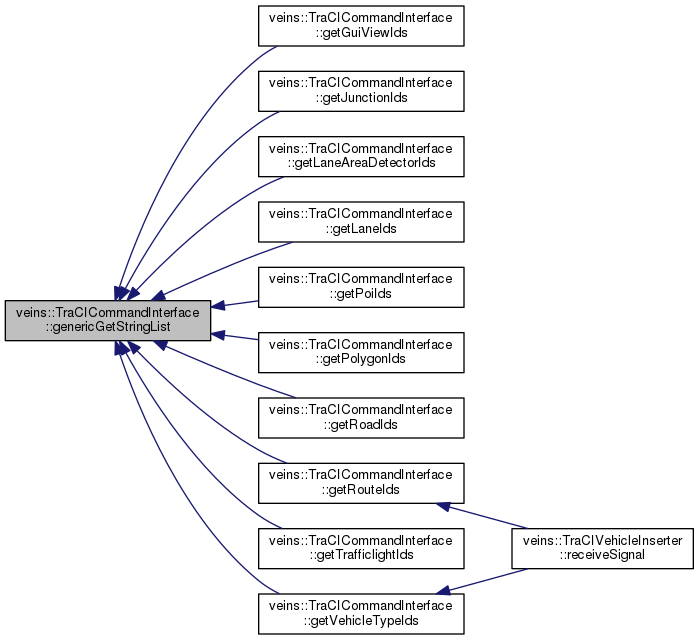 veins::TraCICommandInterface
::getGuiViewIds
veins::TraCICommandInterface
::getJunctionIds
veins::TraCICommandInterface
::getLaneAreaDetectorIds
veins::TraCICommandInterface
::getLaneIds
veins::TraCICommandInterface
::genericGetStringList
veins::TraCICommandInterface
::getPoiIds
veins::TraCICommandInterface
::getPolygonIds
veins::TraCICommandInterface
::getRoadIds
veins::TraCICommandInterface
::getRouteIds
veins::TraCICommandInterface
::getTrafficlightIds
veins::TraCIVehicleInserter
::receiveSignal
veins::TraCICommandInterface
::getVehicleTypeIds